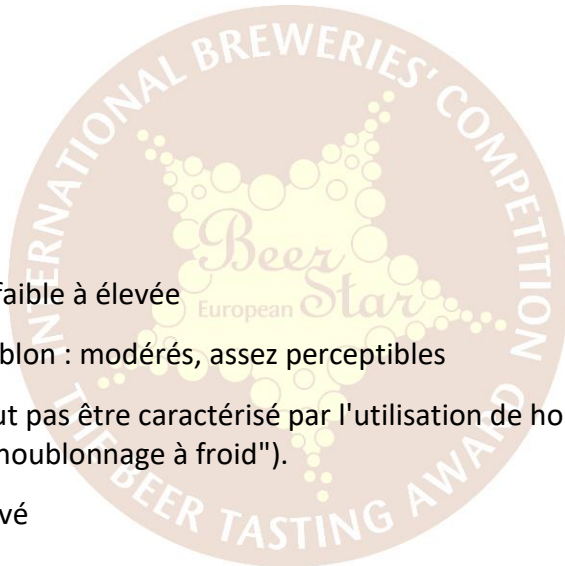 INTERNATIONAL BREWERIES' COMPETITION
Beer
European Star
faible à élevée
blon : modérés, assez perceptibles
ut pas être caractérisé par l'utilisation de ho
houblonnage à froid").
vé
THE BEER TASTING AWARD